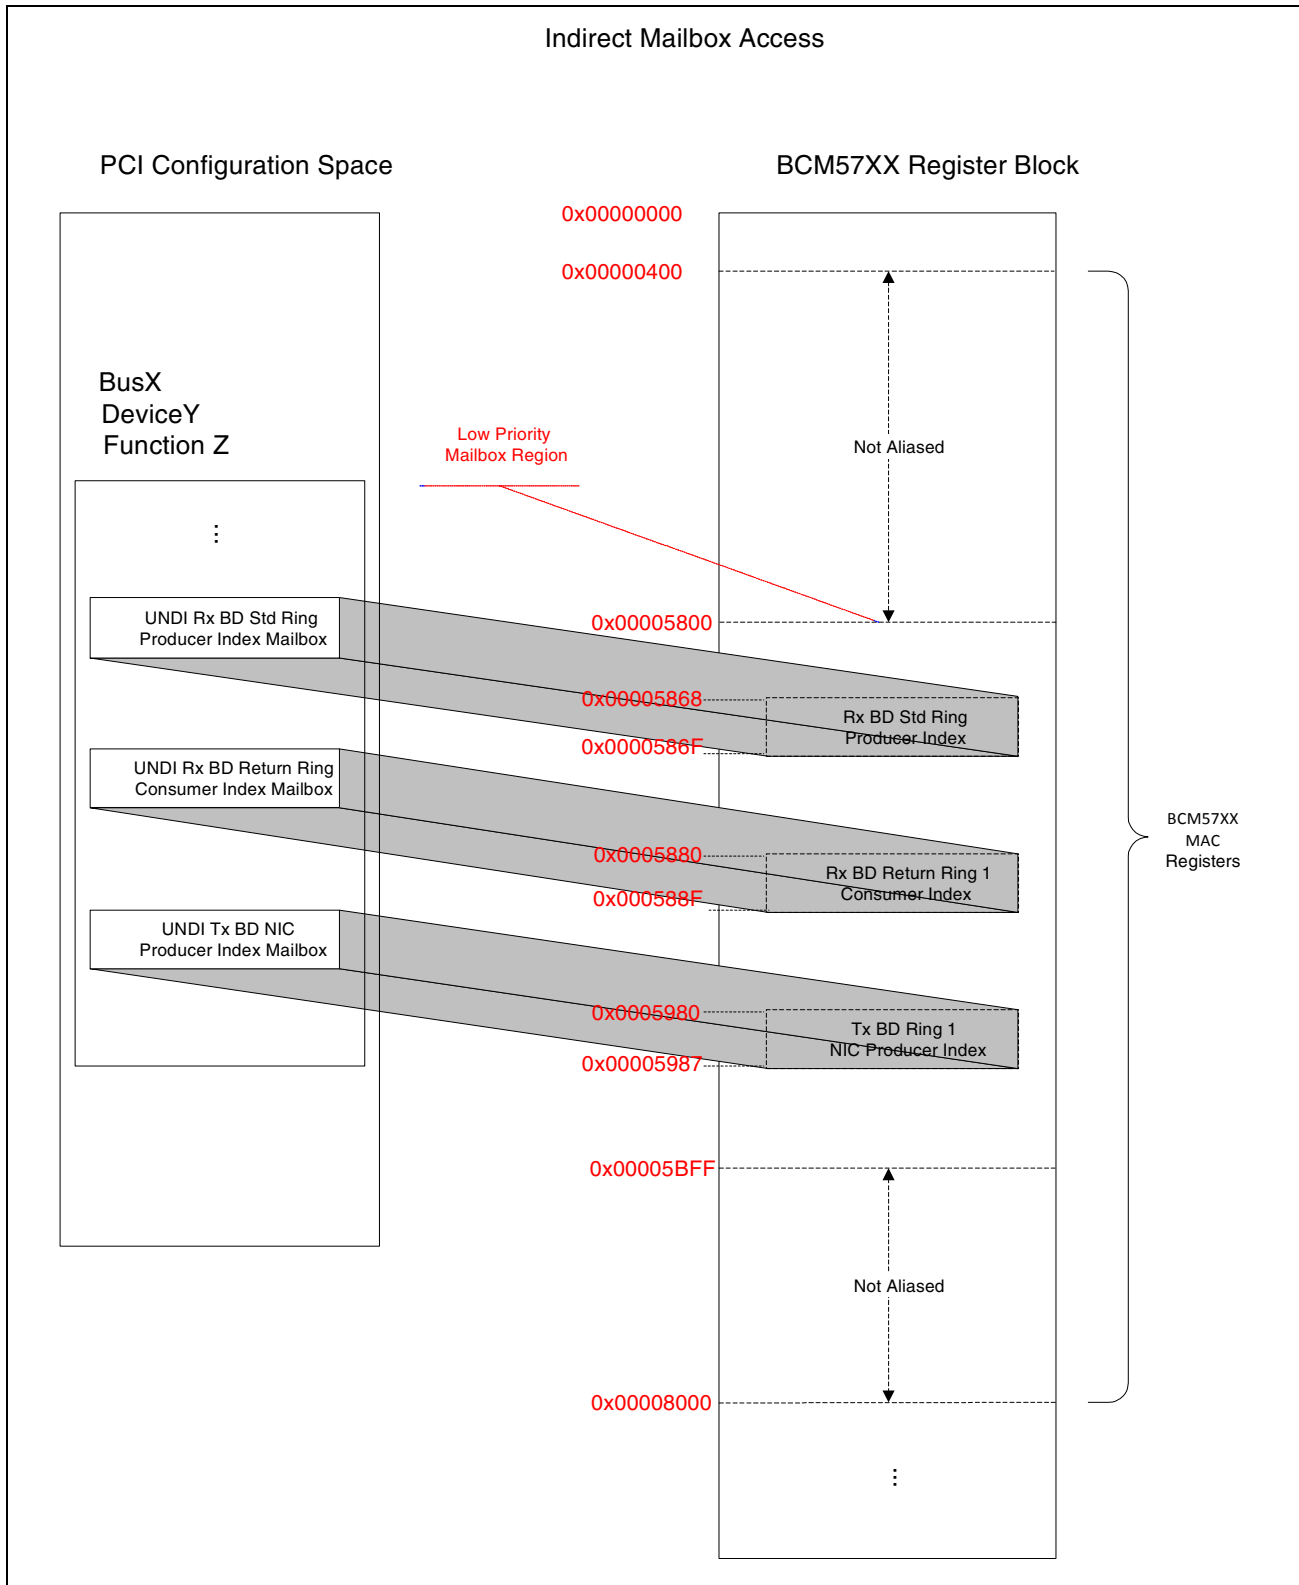 Indirect Mailbox Access
PCI Configuration Space
BCM57XX Register Block
0x00000000
0x00000400
BusX
DeviceY
Function Z
Low Priority
Mailbox Region
Not Aliased
⋮
UNDI Rx BD Std Ring
Producer Index Mailbox
0x00005800
0x00005868
Rx BD Std Ring
Producer Index
0x0000586F
UNDI Rx BD Return Ring
Consumer Index Mailbox
0x0005880
Rx BD Return Ring 1
Consumer Index
0x000588F
BCM57XX
MAC
Registers
UNDI Tx BD NIC
Producer Index Mailbox
0x0005980
Tx BD Ring 1
NIC Producer Index
0x00005987
0x00005BFF
Not Aliased
0x00008000
⋮